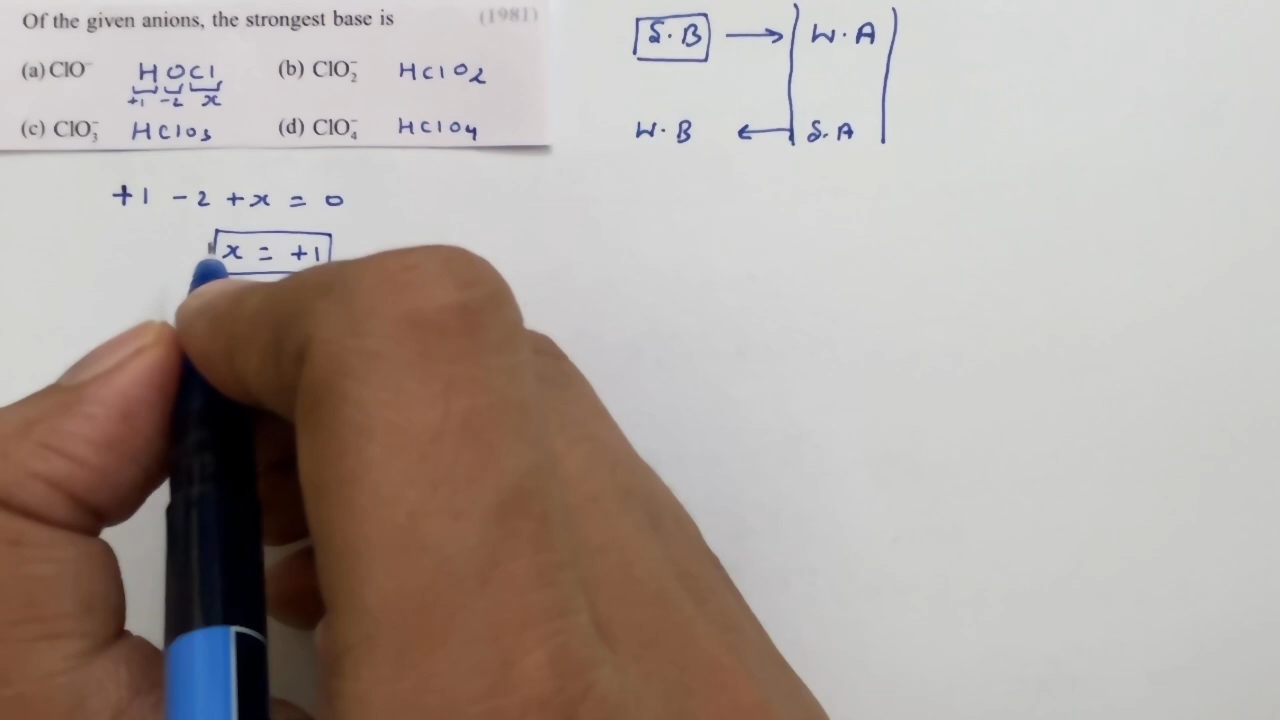 Of the given anions, the strongest base is (1981)
(a) ClO⁻ HOCl (b) ClO₂⁻ HClO₂
+1 -2 x
(c) ClO₃⁻ HClO₃ (d) ClO₄⁻ HClO₄
S.B → W.A
W.B ← S.A
+1 - 2 + x = 0
x = +1